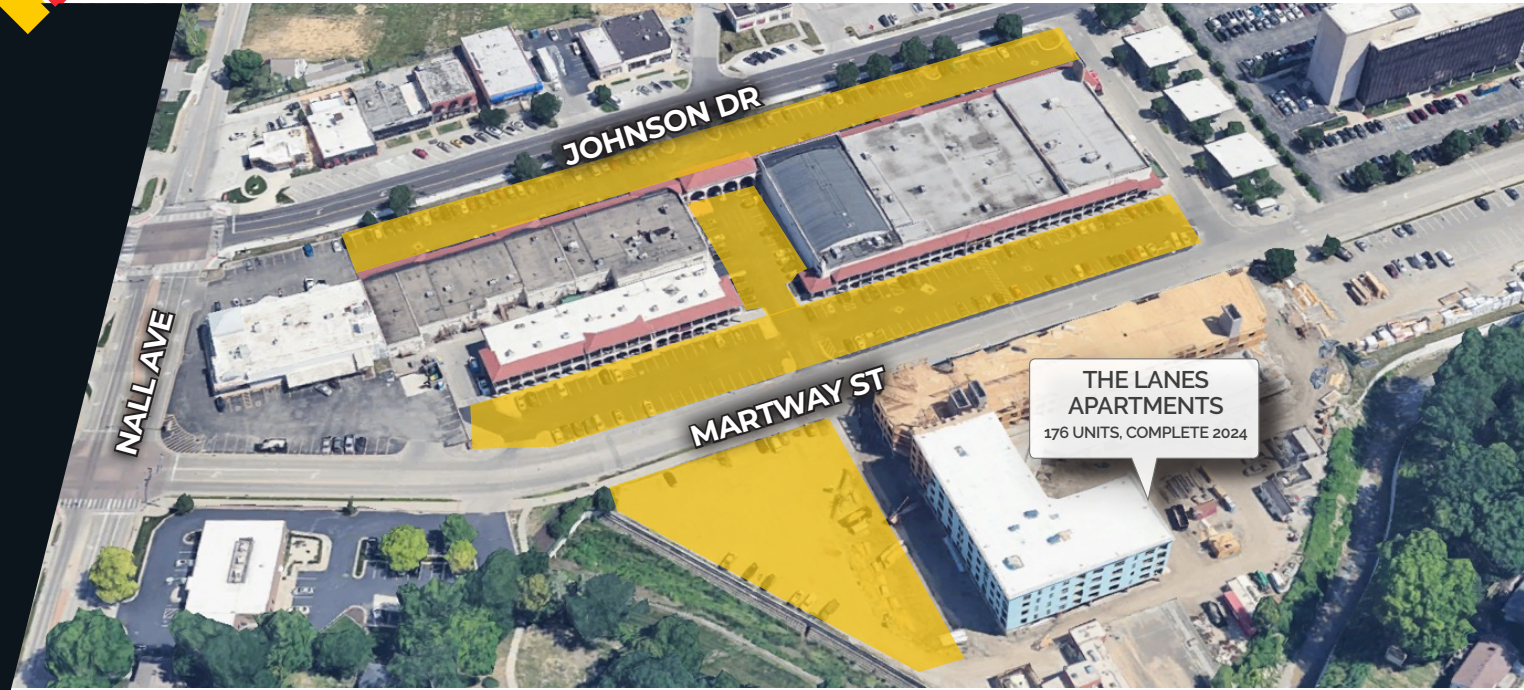 JOHNSON DR
NALL AVE
MARTWAY ST
THE LANES
APARTMENTS
176 UNITS, COMPLETE 2024